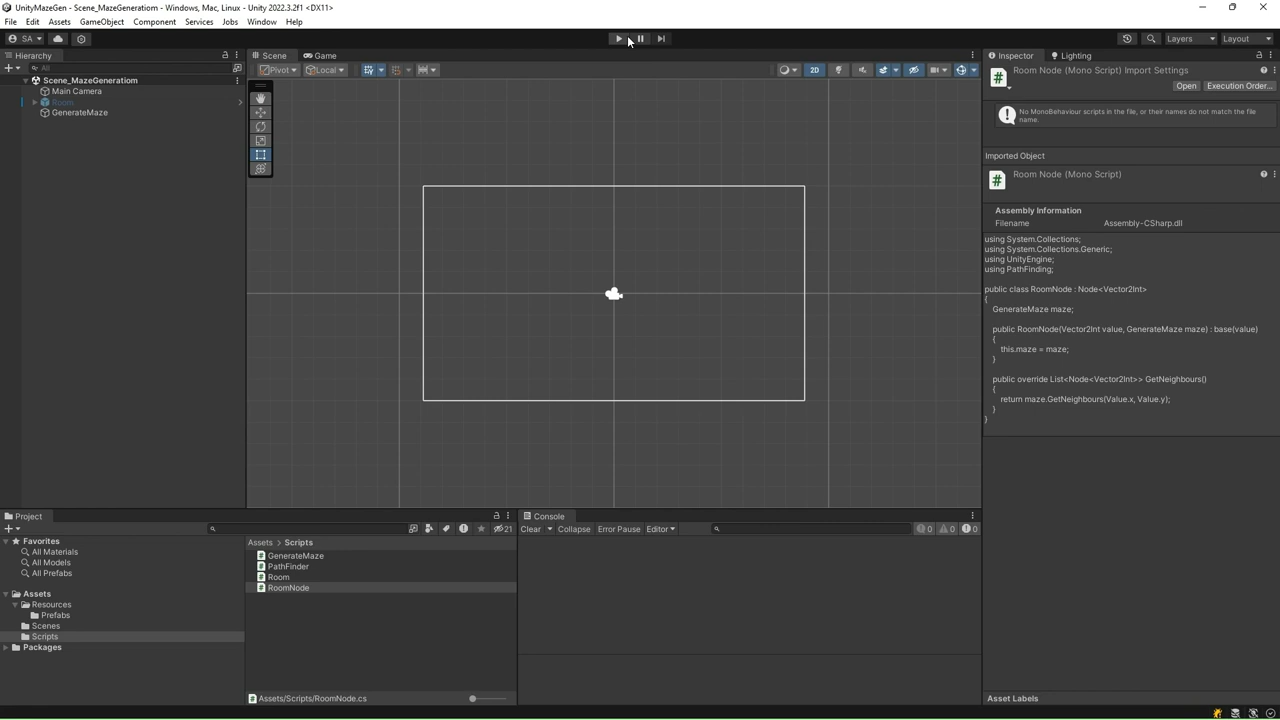 UnityMazeGen - Scene_MazeGeneratiom - Windows, Mac, Linux - Unity 2022.3.2f1 <DX11>
File Edit Assets GameObject Component Services Jobs Window Help
SA Layers Layout
Hierarchy
All
Scene_MazeGeneratiom
Main Camera
Room
GenerateMaze
Scene Game
Pivot Local 2D
Inspector Lighting
Room Node (Mono Script) Import Settings
Open Execution Order...
No MonoBehaviour scripts in the file, or their names do not match the file
name.
Imported Object
Room Node (Mono Script)
Assembly Information
Filename Assembly-CSharp.dll
using System.Collections;
using System.Collections.Generic;
using UnityEngine;
using PathFinding;
public class RoomNode : Node<Vector2Int>
{
GenerateMaze maze;
public RoomNode(Vector2Int value, GenerateMaze maze) : base(value)
{
this.maze = maze;
}
public override List<Node<Vector2Int>> GetNeighbours()
{
return maze.GetNeighbours(Value.x, Value.y);
}
}
Asset Labels
Project
21
Favorites
All Materials
All Models
All Prefabs
Assets
Resources
Prefabs
Scenes
Scripts
Packages
Assets > Scripts
GenerateMaze
PathFinder
Room
RoomNode
Assets/Scripts/RoomNode.cs
Console
Clear Collapse Error Pause Editor 0 0 0